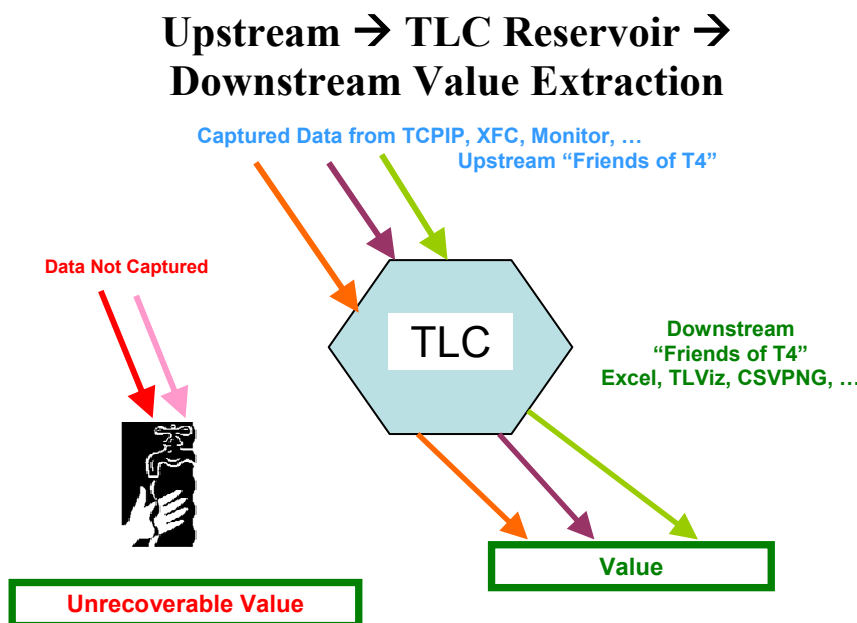 Upstream → TLC Reservoir →
Downstream Value Extraction
Captured Data from TCPIP, XFC, Monitor, …
Upstream “Friends of T4”
Data Not Captured
TLC
Downstream
“Friends of T4”
Excel, TLViz, CSVPNG, …
Value
Unrecoverable Value